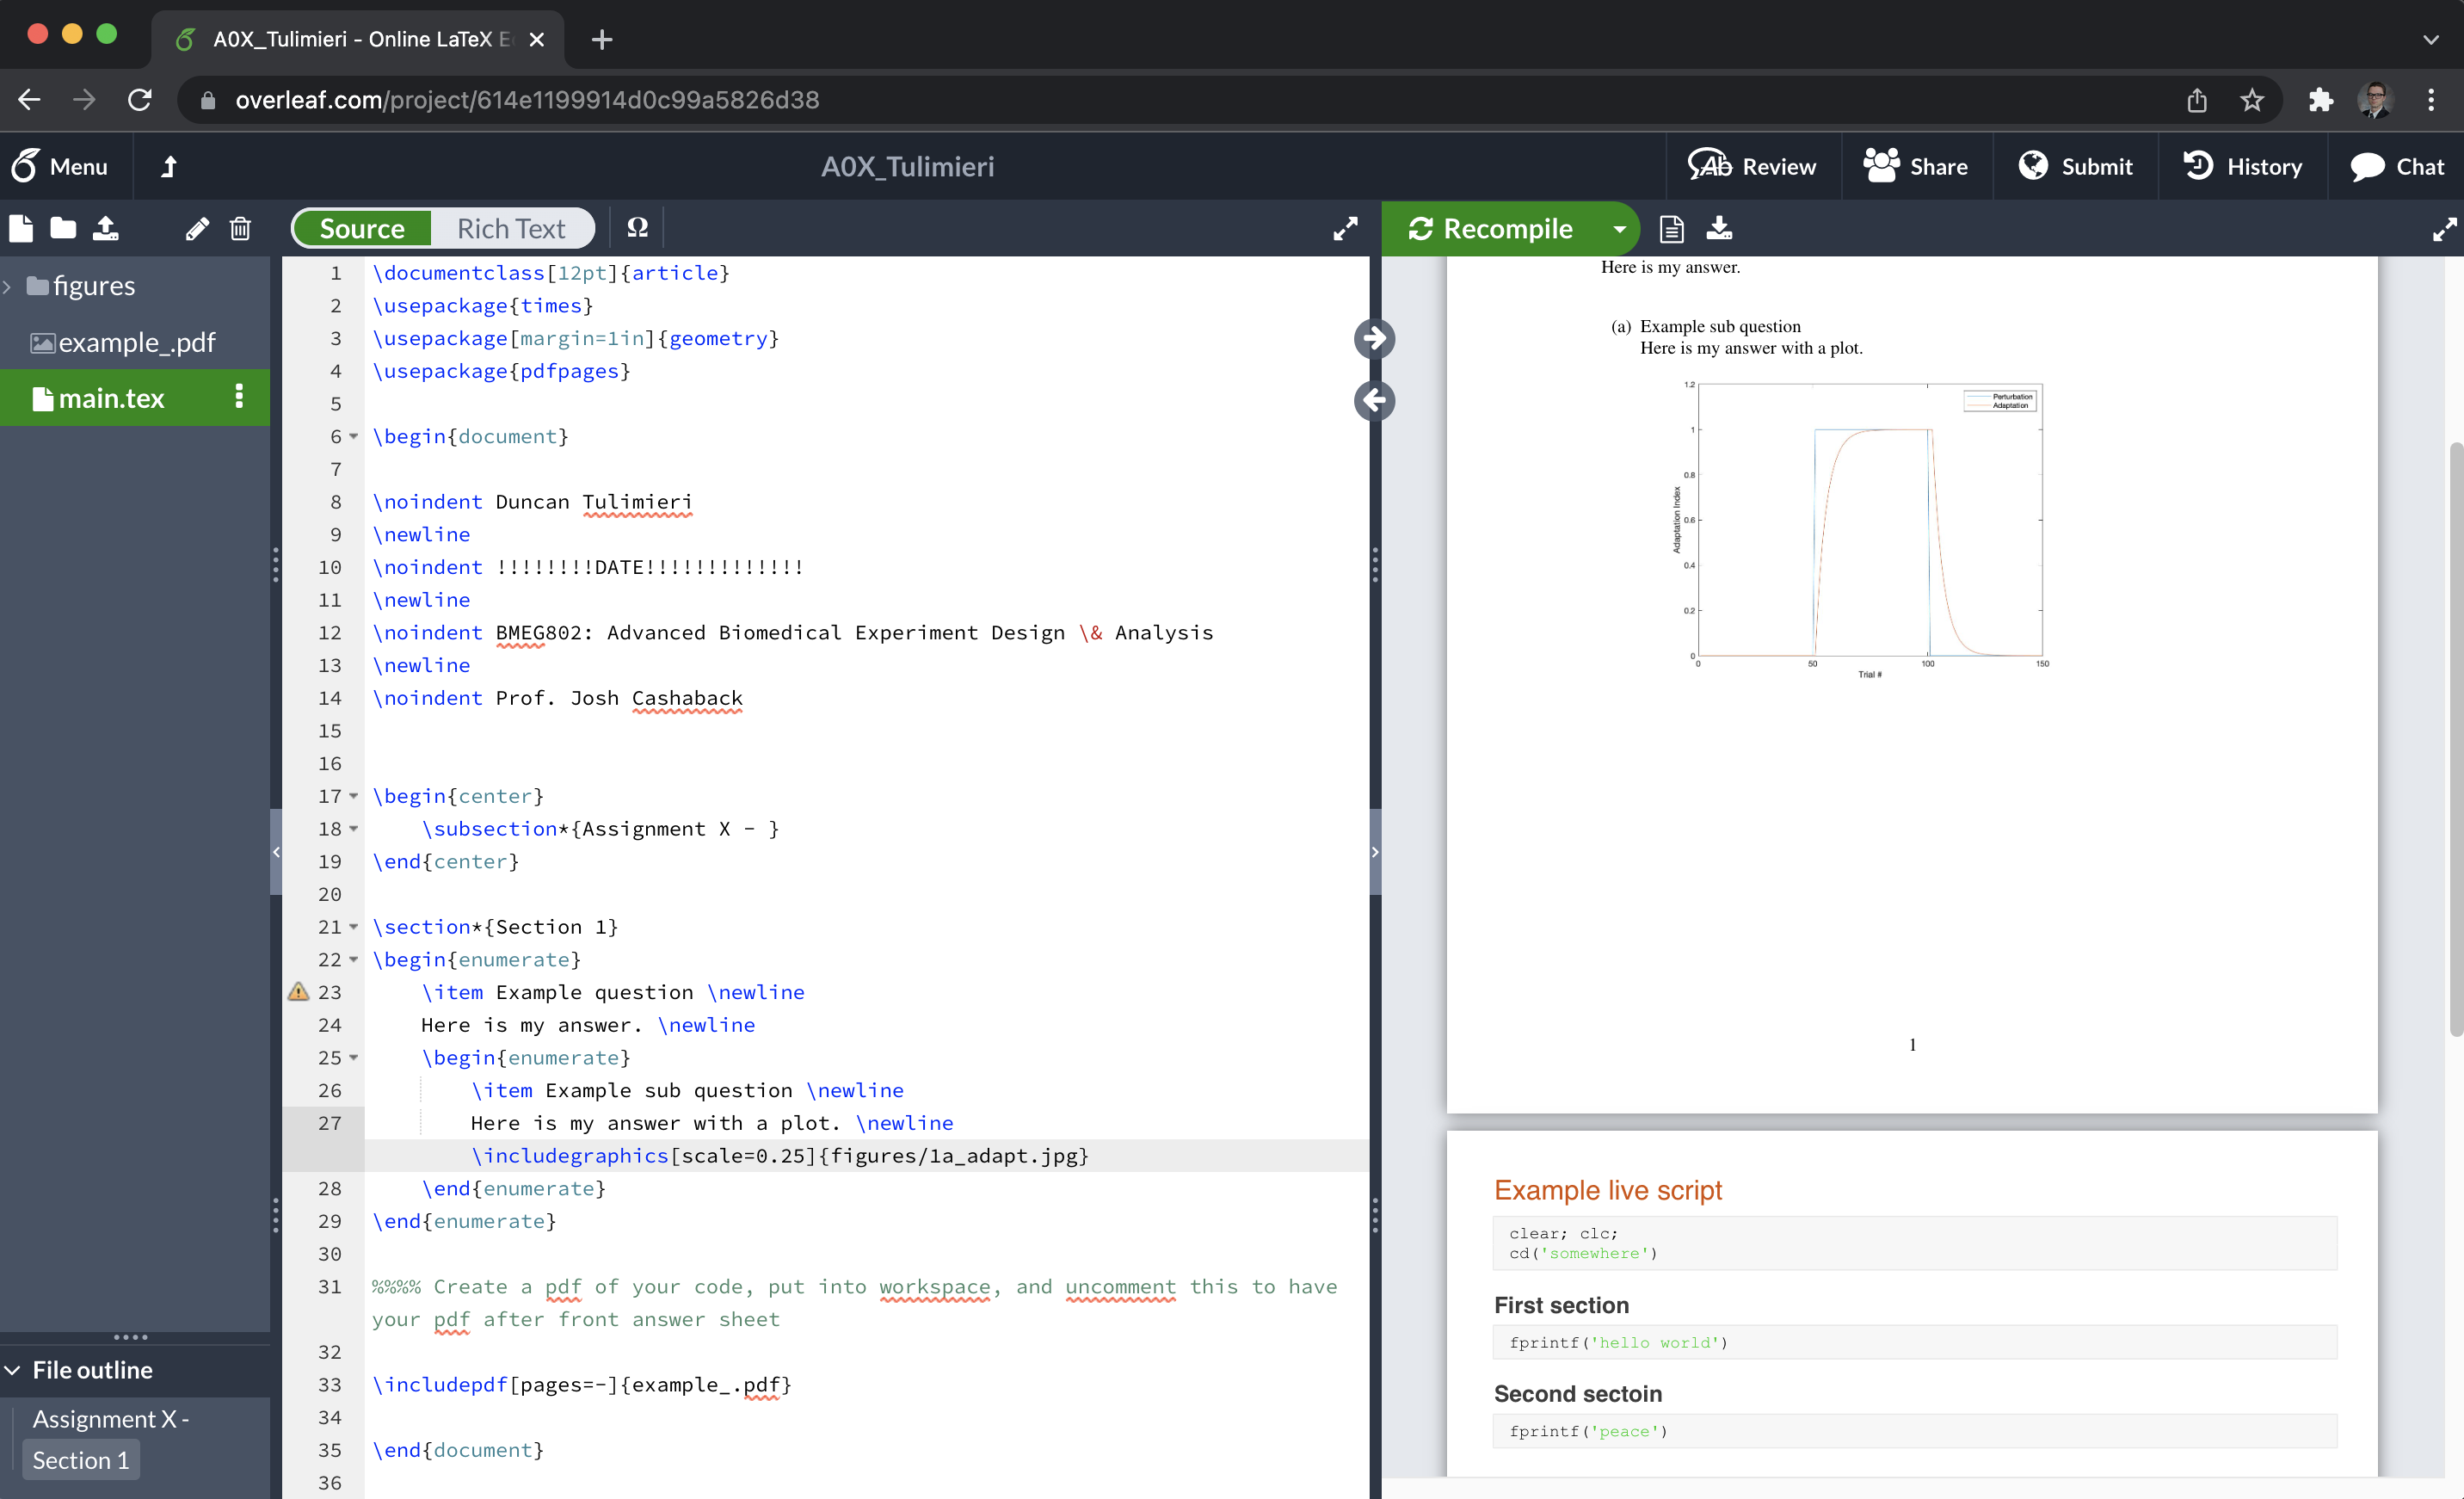 A0X_Tulimieri - Online LaTeX E
overleaf.com/project/614e1199914d0c99a5826d38
Menu
A0X_Tulimieri
Review
Share
Submit
History
Chat
Source
Rich Text
Ω
Recompile
figures
example_.pdf
main.tex
File outline
Assignment X -
Section 1
1 \documentclass[12pt]{article}
2 \usepackage{times}
3 \usepackage[margin=1in]{geometry}
4 \usepackage{pdfpages}
5
6 \begin{document}
7
8 \noindent Duncan Tulimieri
9 \newline
10 \noindent !!!!!!!!DATE!!!!!!!!!!!!!
11 \newline
12 \noindent BMEG802: Advanced Biomedical Experiment Design \& Analysis
13 \newline
14 \noindent Prof. Josh Cashaback
15
16
17 \begin{center}
18 \subsection*{Assignment X - }
19 \end{center}
20
21 \section*{Section 1}
22 \begin{enumerate}
23 \item Example question \newline
24 Here is my answer. \newline
25 \begin{enumerate}
26 \item Example sub question \newline
27 Here is my answer with a plot. \newline
\includegraphics[scale=0.25]{figures/1a_adapt.jpg}
28 \end{enumerate}
29 \end{enumerate}
30
31 %%%% Create a pdf of your code, put into workspace, and uncomment this to have
your pdf after front answer sheet
32
33 \includepdf[pages=-]{example_.pdf}
34
35 \end{document}
36
Here is my answer.
(a) Example sub question
Here is my answer with a plot.
1.2
1
0.8
0.6
0.4
0.2
0
Adaptation Index
Perturbation
Adaptation
0 50 100 150
Trial #
1
Example live script
clear; clc;
cd('somewhere')
First section
fprintf('hello world')
Second sectoin
fprintf('peace')